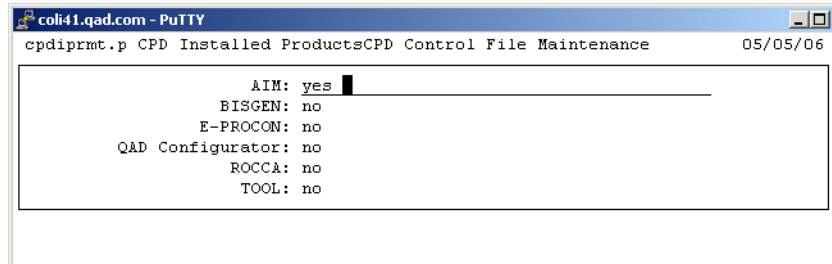 coli41.qad.com - PuTTY
cpdiprmt.p CPD Installed ProductsCPD Control File Maintenance 05/05/06
AIM: yes
BISGEN: no
E-PROCON: no
QAD Configurator: no
ROCCA: no
TOOL: no